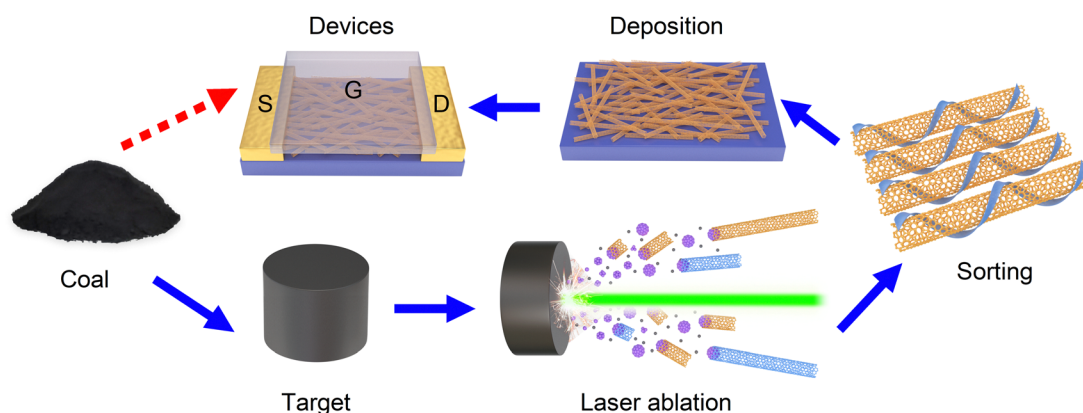 Devices
Deposition
S
G
D
Coal
Sorting
Target
Laser ablation